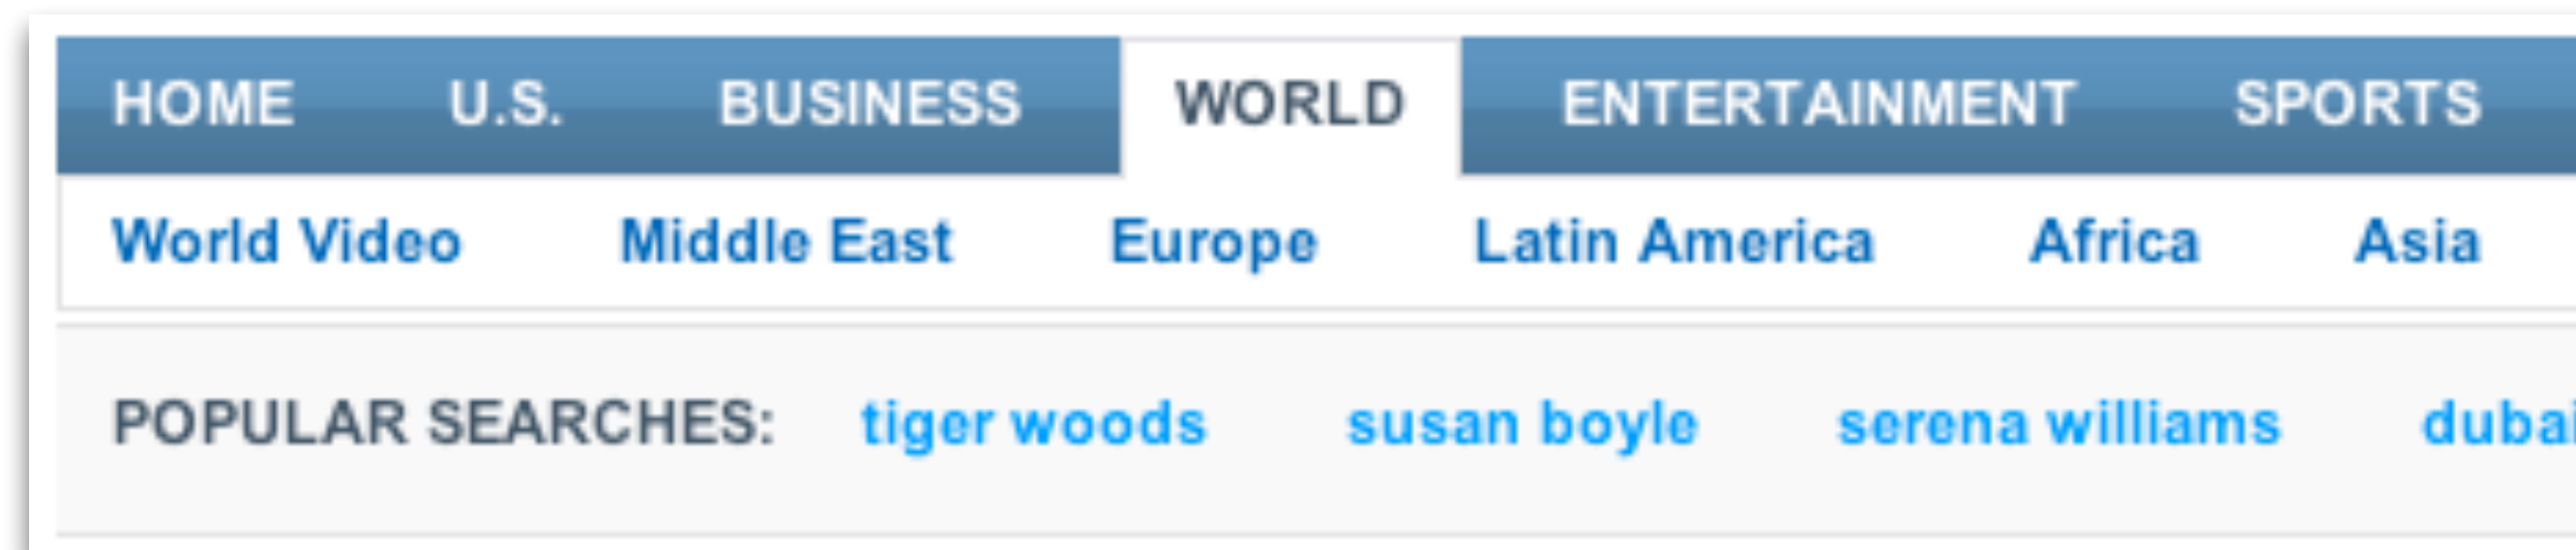 HOME U.S. BUSINESS WORLD ENTERTAINMENT SPORTS
World Video Middle East Europe Latin America Africa Asia
POPULAR SEARCHES: tiger woods susan boyle serena williams dubai